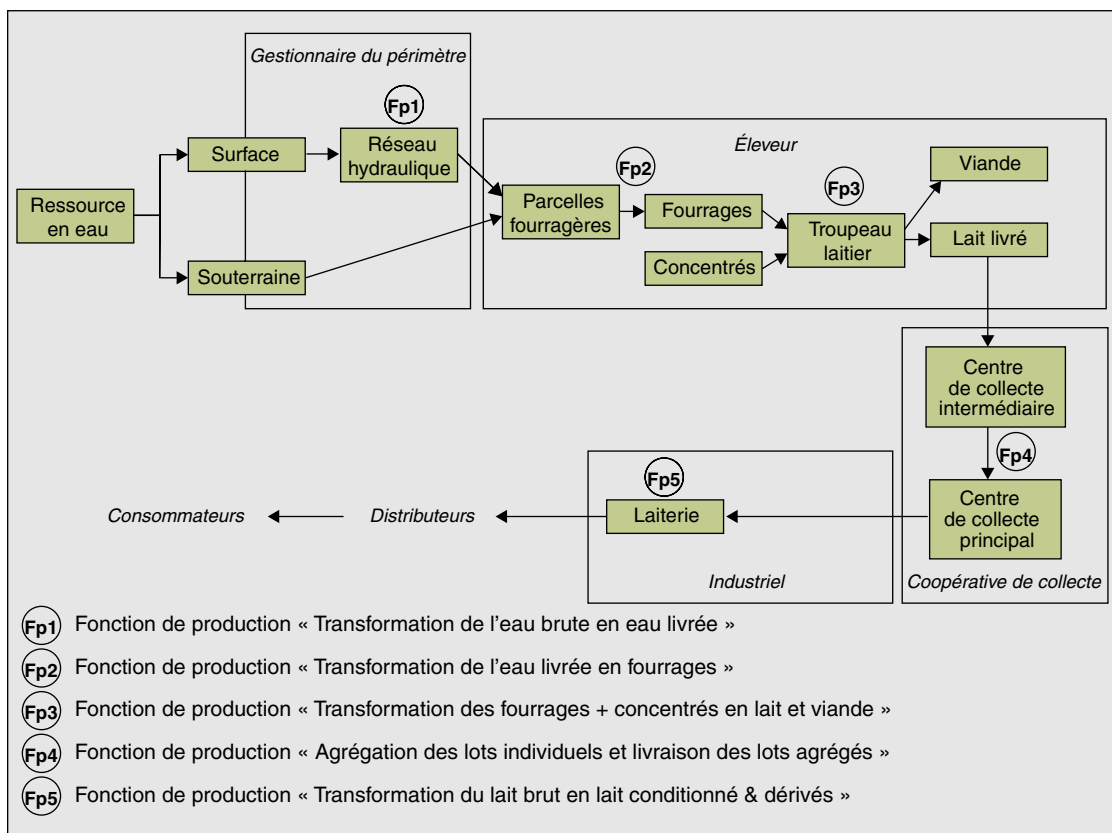 Gestionnaire du périmètre
Fp1
Surface
Réseau
hydraulique
Ressource
en eau
Souterraine
Éleveur
Fp2
Fp3
Viande
Parcelles
fourragères
Fourrages
Troupeau
laitier
Lait livré
Concentrés
Centre
de collecte
intermédiaire
Fp4
Centre
de collecte
principal
Coopérative de collecte
Fp5
Laiterie
Industriel
Distributeurs
Consommateurs
Fp1 Fonction de production « Transformation de l'eau brute en eau livrée »
Fp2 Fonction de production « Transformation de l'eau livrée en fourrages »
Fp3 Fonction de production « Transformation des fourrages + concentrés en lait et viande »
Fp4 Fonction de production « Agrégation des lots individuels et livraison des lots agrégés »
Fp5 Fonction de production « Transformation du lait brut en lait conditionné & dérivés »